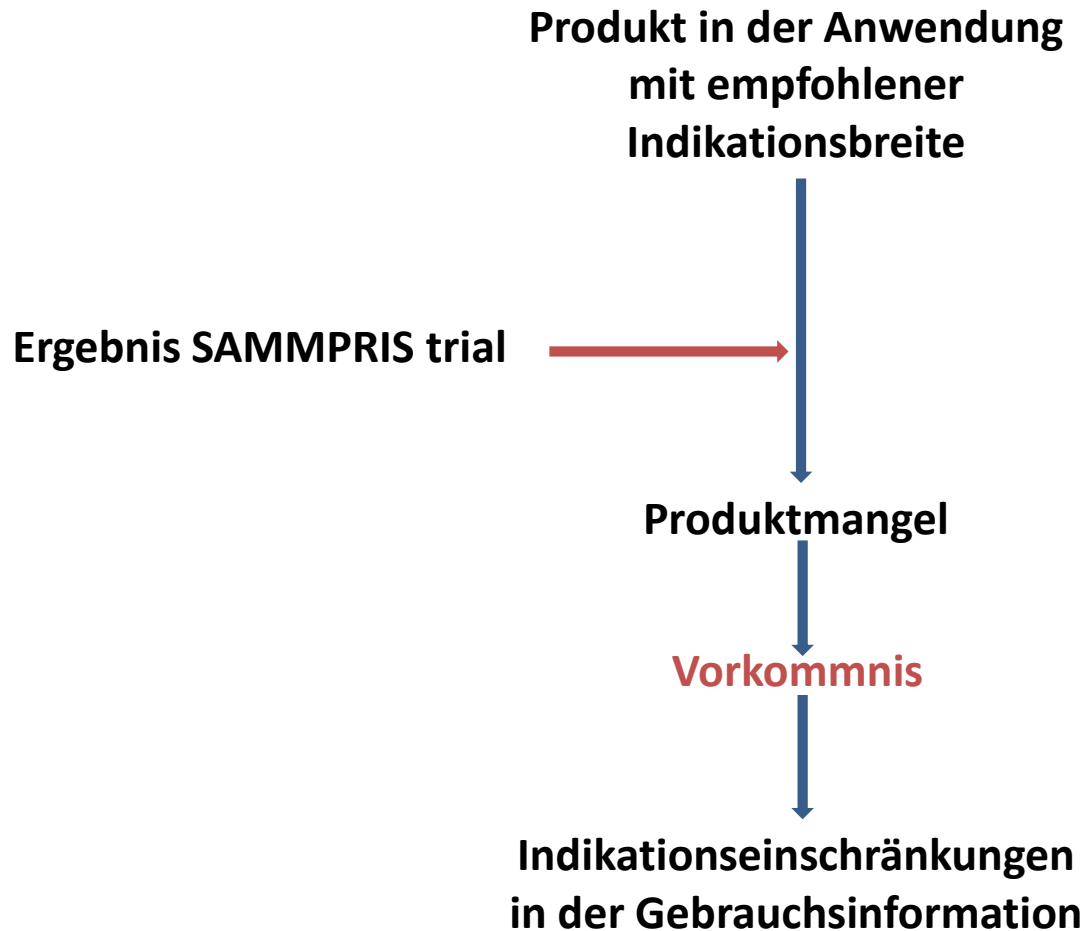 Produkt in der Anwendung
mit empfohlener
Indikationsbreite
Ergebnis SAMMPRIS trial
Produktmangel
Vorkommnis
Indikationseinschränkungen
in der Gebrauchsinformation